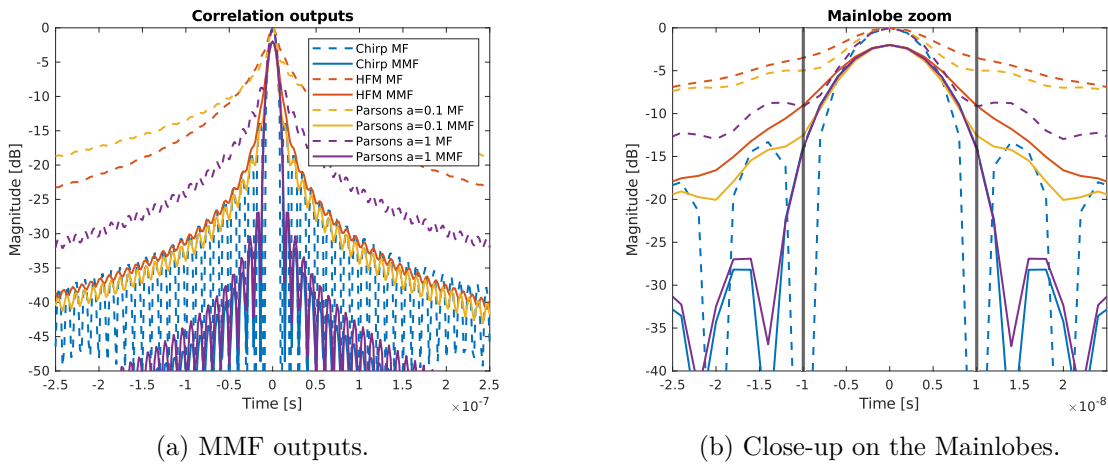 Correlation outputs
Magnitude [dB]
0
-5
-10
-15
-20
-25
-30
-35
-40
-45
-50
Chirp MF
Chirp MMF
HFM MF
HFM MMF
Parsons a=0.1 MF
Parsons a=0.1 MMF
Parsons a=1 MF
Parsons a=1 MMF
-2.5 -2 -1.5 -1 -0.5 0 0.5 1 1.5 2 2.5
Time [s]
×10-7
(a) MMF outputs.
Mainlobe zoom
Magnitude [dB]
0
-5
-10
-15
-20
-25
-30
-35
-40
-2.5 -2 -1.5 -1 -0.5 0 0.5 1 1.5 2
Time [s]
×10-8
(b) Close-up on the Mainlobes.